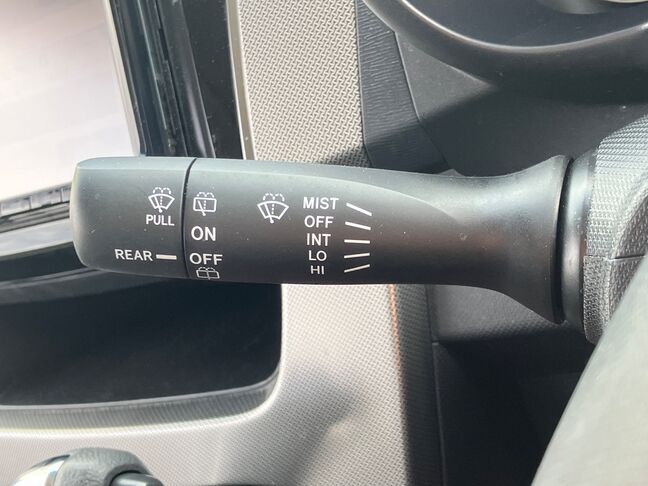 PULL
REAR
ON
OFF
MIST
OFF
INT
LO
HI